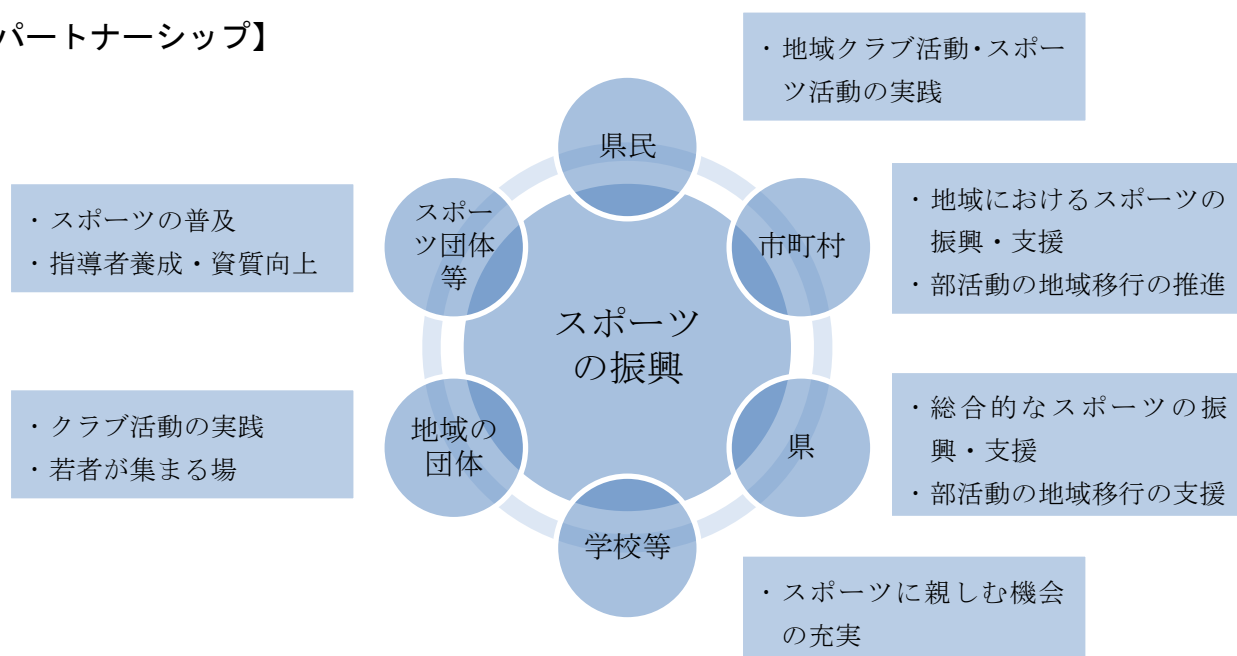 パートナーシップ】
・地域クラブ活動・スポー
ツ活動の実践
県民
・スポーツの普及
・指導者養成・資質向上
スポー
ツ団体
等
市町村
・地域におけるスポーツの
振興・支援
・部活動の地域移行の推進
スポーツ
の振興
・クラブ活動の実践
・若者が集まる場
地域の
団体
県
・総合的なスポーツの振
興・支援
・部活動の地域移行の支援
学校等
・スポーツに親しむ機会
の充実